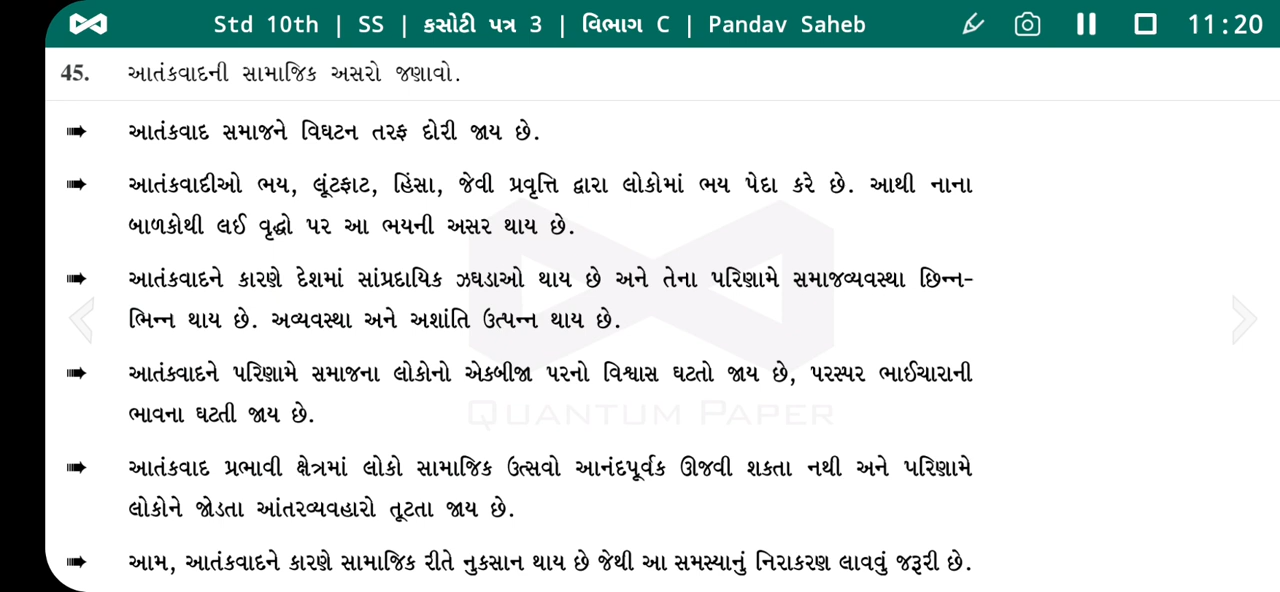 Std 10th | SS | કસોટી પત્ર 3 | વિભાગ C | Pandav Saheb 11:20
45. આતંકવાદની સામાજિક અસરો જણાવો.
➠ આતંકવાદ સમાજને વિઘટન તરફ દોરી જાય છે.
➠ આતંકવાદીઓ ભય, લૂંટફાટ, હિંસા, જેવી પ્રવૃત્તિ દ્વારા લોકોમાં ભય પેદા કરે છે. આથી નાના
બાળકોથી લઈ વૃદ્ધો પર આ ભયની અસર થાય છે.
➠ આતંકવાદને કારણે દેશમાં સાંપ્રદાયિક ઝઘડાઓ થાય છે અને તેના પરિણામે સમાજવ્યવસ્થા છિન્ન-
ભિન્ન થાય છે. અવ્યવસ્થા અને અશાંતિ ઉત્પન્ન થાય છે.
➠ આતંકવાદને પરિણામે સમાજના લોકોનો એકબીજા પરનો વિશ્વાસ ઘટતો જાય છે, પરસ્પર ભાઈચારાની
ભાવના ઘટતી જાય છે.
QUANTUM PAPER
➠ આતંકવાદ પ્રભાવી ક્ષેત્રમાં લોકો સામાજિક ઉત્સવો આનંદપૂર્વક ઊજવી શકતા નથી અને પરિણામે
લોકોને જોડતા આંતરવ્યવહારો તૂટતા જાય છે.
➠ આમ, આતંકવાદને કારણે સામાજિક રીતે નુકસાન થાય છે જેથી આ સમસ્યાનું નિરાકરણ લાવવું જરૂરી છે.